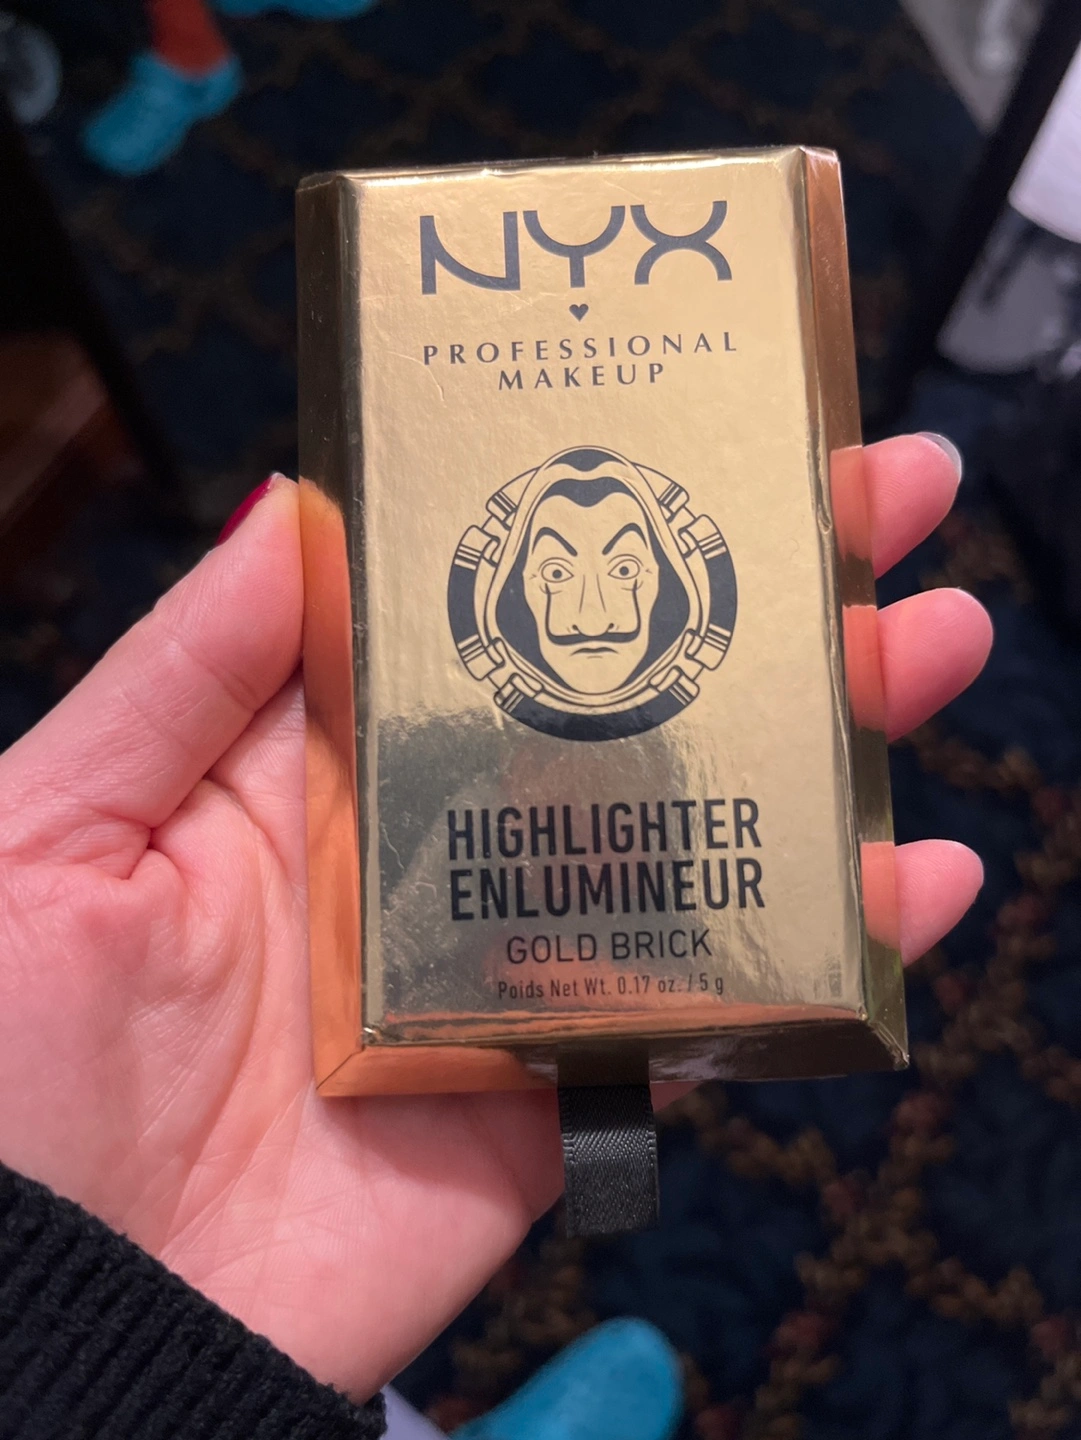 NYX
PROFESSIONAL
MAKEUP
HIGHLIGHTER
ENLUMINEUR
GOLD BRICK
Poids Net Wt. 0.17 oz. / 5 g